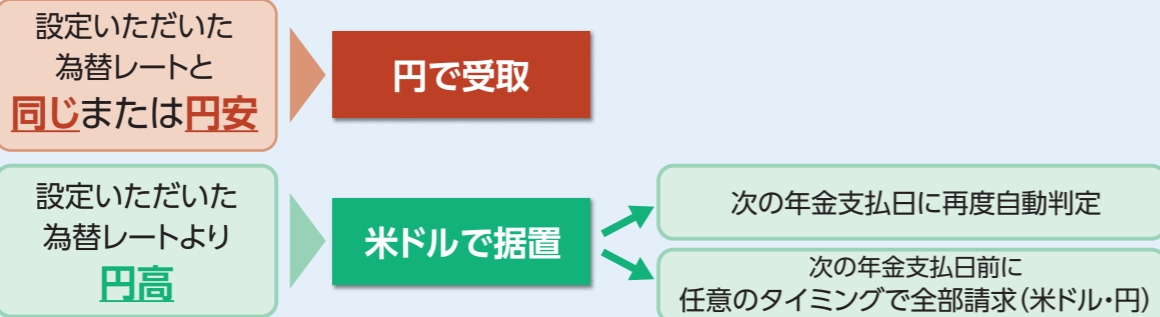 設定いただいた
為替レートと
同じまたは円安
円で受取
設定いただいた
為替レートより
円高
米ドルで据置
次の年金支払日に再度自動判定
次の年金支払日前に
任意のタイミングで全部請求(米ドル・円)